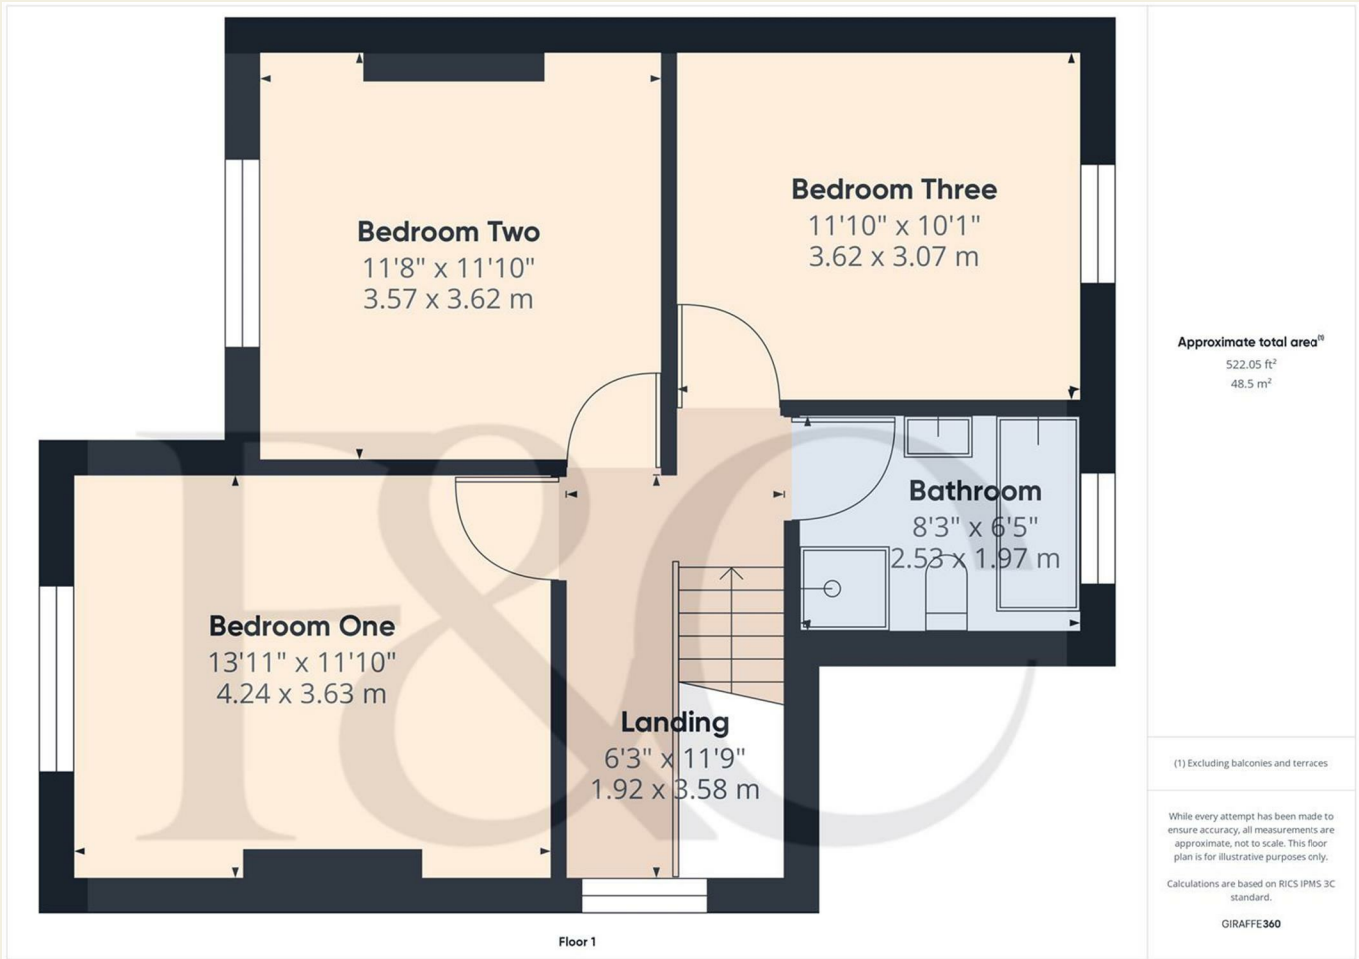 Bedroom Two
11'8" x 11'10"
3.57 x 3.62 m
Bedroom Three
11'10" x 10'1"
3.62 x 3.07 m
Bathroom
8'3" x 6'5"
2.53 x 1.97 m
Bedroom One
13'11" x 11'10"
4.24 x 3.63 m
Landing
6'3" x 11'9"
1.92 x 3.58 m
Floor 1
F&C
Approximate total area(1)
522.05 ft²
48.5 m²
(1) Excluding balconies and terraces
While every attempt has been made to
ensure accuracy, all measurements are
approximate, not to scale. This floor
plan is for illustrative purposes only.
Calculations are based on RICS IPMS 3C
standard.
GIRAFFE360